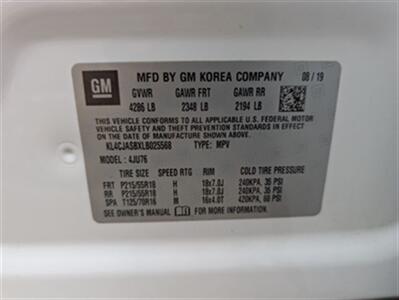 GM
MFD BY GM KOREA COMPANY 08 / 19
GVWR GAWR FRT GAWR RR
4286 LB 2348 LB 2194 LB
THIS VEHICLE CONFORMS TO ALL APPLICABLE U.S. FEDERAL MOTOR
VEHICLE SAFETY AND THEFT PREVENTION STANDARDS IN EFFECT
ON THE DATE OF MANUFACTURE SHOWN ABOVE.
KL4CJASBXLB025568 TYPE: MPV
MODEL : 4JU76
TIRE SIZE SPEED RTG RIM COLD TIRE PRESSURE
FRT P215/55R18 H 18x7.0J 240KPA, 35 PSI
RR P215/55R18 H 18x7.0J 240KPA, 35 PSI
SPA T125/70R16 M 16x4.0T 420KPA, 60 PSI
SEE OWNER'S MANUAL FOR MORE INFORMATION.